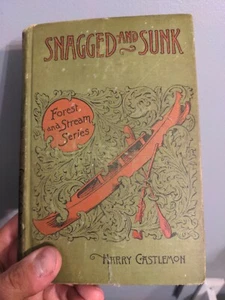 SNAGGED AND SUNK
Forest
and Stream
Series
HARRY CASTLEMON